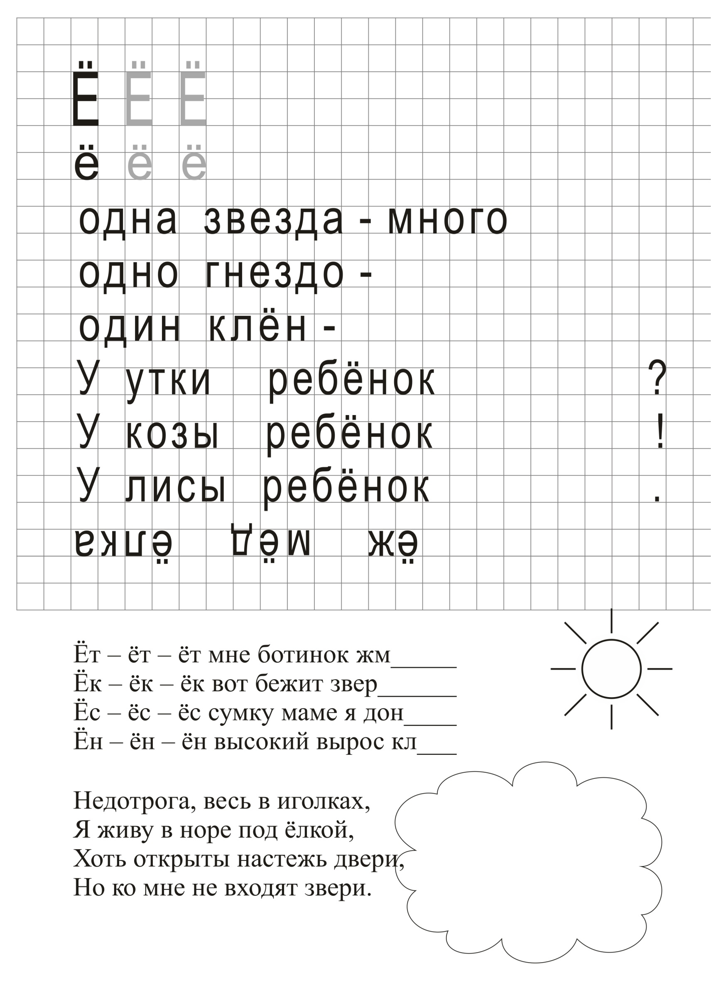 Ё Ё Ё
ё ё ё
одна звезда - много
одно гнездо -
один клён -
У утки ребёнок ?
У козы ребёнок !
У лисы ребёнок .
ёж мёд ёлка
Ёт – ёт – ёт мне ботинок жм_____
Ёк – ёк – ёк вот бежит звер______
Ёс – ёс – ёс сумку маме я дон____
Ён – ён – ён высокий вырос кл___
Недотрога, весь в иголках,
Я живу в норе под ёлкой,
Хоть открыты настежь двери,
Но ко мне не входят звери.